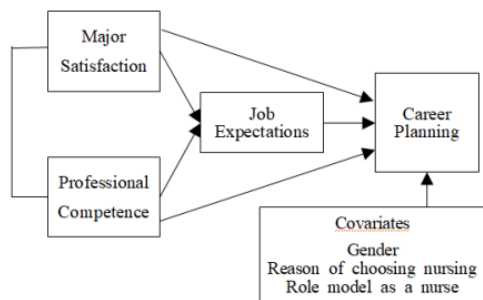 Major
Satisfaction
Job
Expectations
Career
Planning
Professional
Competence
Covariates
Gender
Reason of choosing nursing
Role model as a nurse